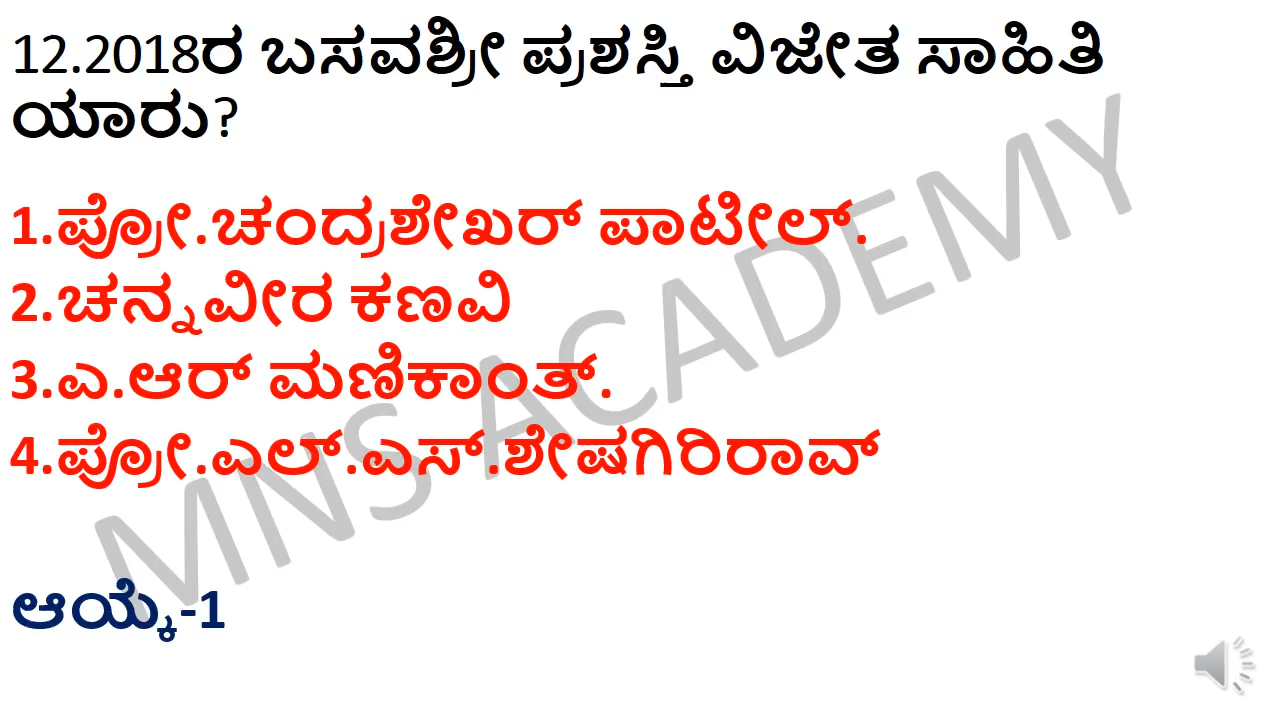 12.2018ರ ಬಸವಶ್ರೀ ಪ್ರಶಸ್ತಿ ವಿಜೇತ ಸಾಹಿತಿ
ಯಾರು?
1.ಪ್ರೋ.ಚಂದ್ರಶೇಖರ್ ಪಾಟೀಲ್.
2.ಚನ್ನವೀರ ಕಣವಿ
3.ಎ.ಆರ್ ಮಣಿಕಾಂತ್.
4.ಪ್ರೋ.ಎಲ್.ಎಸ್.ಶೇಷಗಿರಿರಾವ್
ಆಯ್ಕೆ-1
MNS ACADEMY